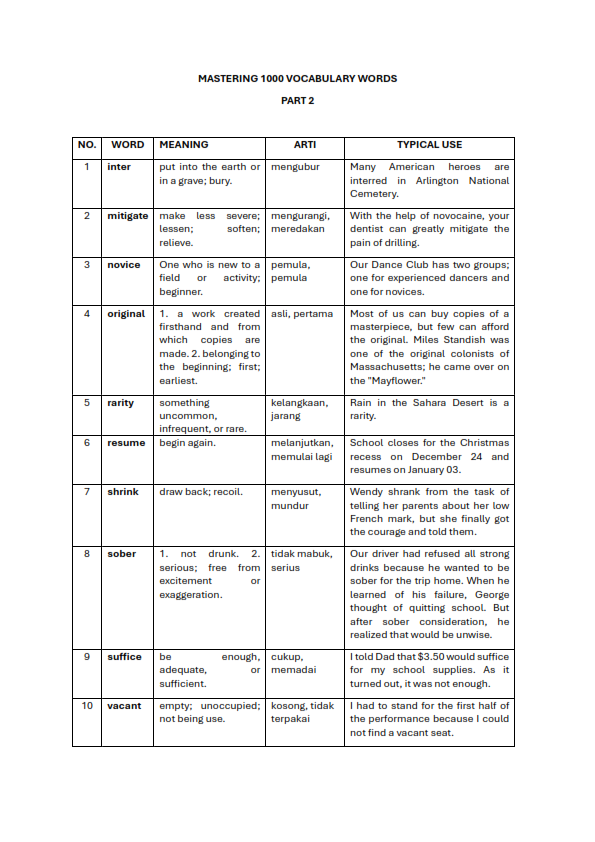 MASTERING 1000 VOCABULARY WORDS
PART 2
NO. WORD MEANING ARTI TYPICAL USE
1 inter put into the earth or mengubur Many American heroes are
in a grave; bury. interred in Arlington National
Cemetery.
2 mitigate make less severe; mengurangi, With the help of novocaine, your
lessen; soften; meredakan dentist can greatly mitigate the
relieve. pain of drilling.
3 novice One who is new to a pemula, Our Dance Club has two groups;
field or activity; pemula one for experienced dancers and
beginner. one for novices.
4 original 1. a work created asli, pertama Most of us can buy copies of a
firsthand and from masterpiece, but few can afford
which copies are the original. Miles Standish was
made. 2. belonging to one of the original colonists of
the beginning; first; Massachusetts; he came over on
earliest. the "Mayflower."
5 rarity something kelangkaan, Rain in the Sahara Desert is a
uncommon, jarang rarity.
infrequent, or rare.
6 resume begin again. melanjutkan, School closes for the Christmas
memulai lagi recess on December 24 and
resumes on January 03.
7 shrink draw back; recoil. menyusut, Wendy shrank from the task of
mundur telling her parents about her low
French mark, but she finally got
the courage and told them.
8 sober 1. not drunk. 2. tidak mabuk, Our driver had refused all strong
serious; free from serius drinks because he wanted to be
excitement or sober for the trip home. When he
exaggeration. learned of his failure, George
thought of quitting school. But
after sober consideration, he
realized that would be unwise.
9 suffice be enough, cukup, I told Dad that $3.50 would suffice
adequate, or memadai for my school supplies. As it
sufficient. turned out, it was not enough.
10 vacant empty; unoccupied; kosong, tidak I had to stand for the first half of
not being use. terpakai the performance because I could
not find a vacant seat.